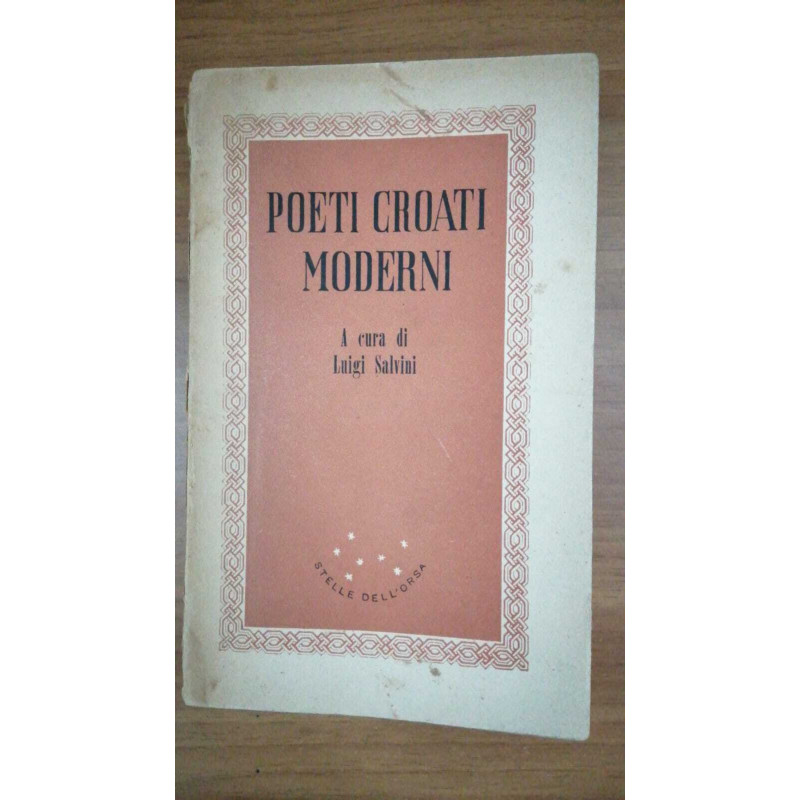 POETI CROATI
MODERNI
A cura di
Luigi Salvini
STELLE DELL'ORSA